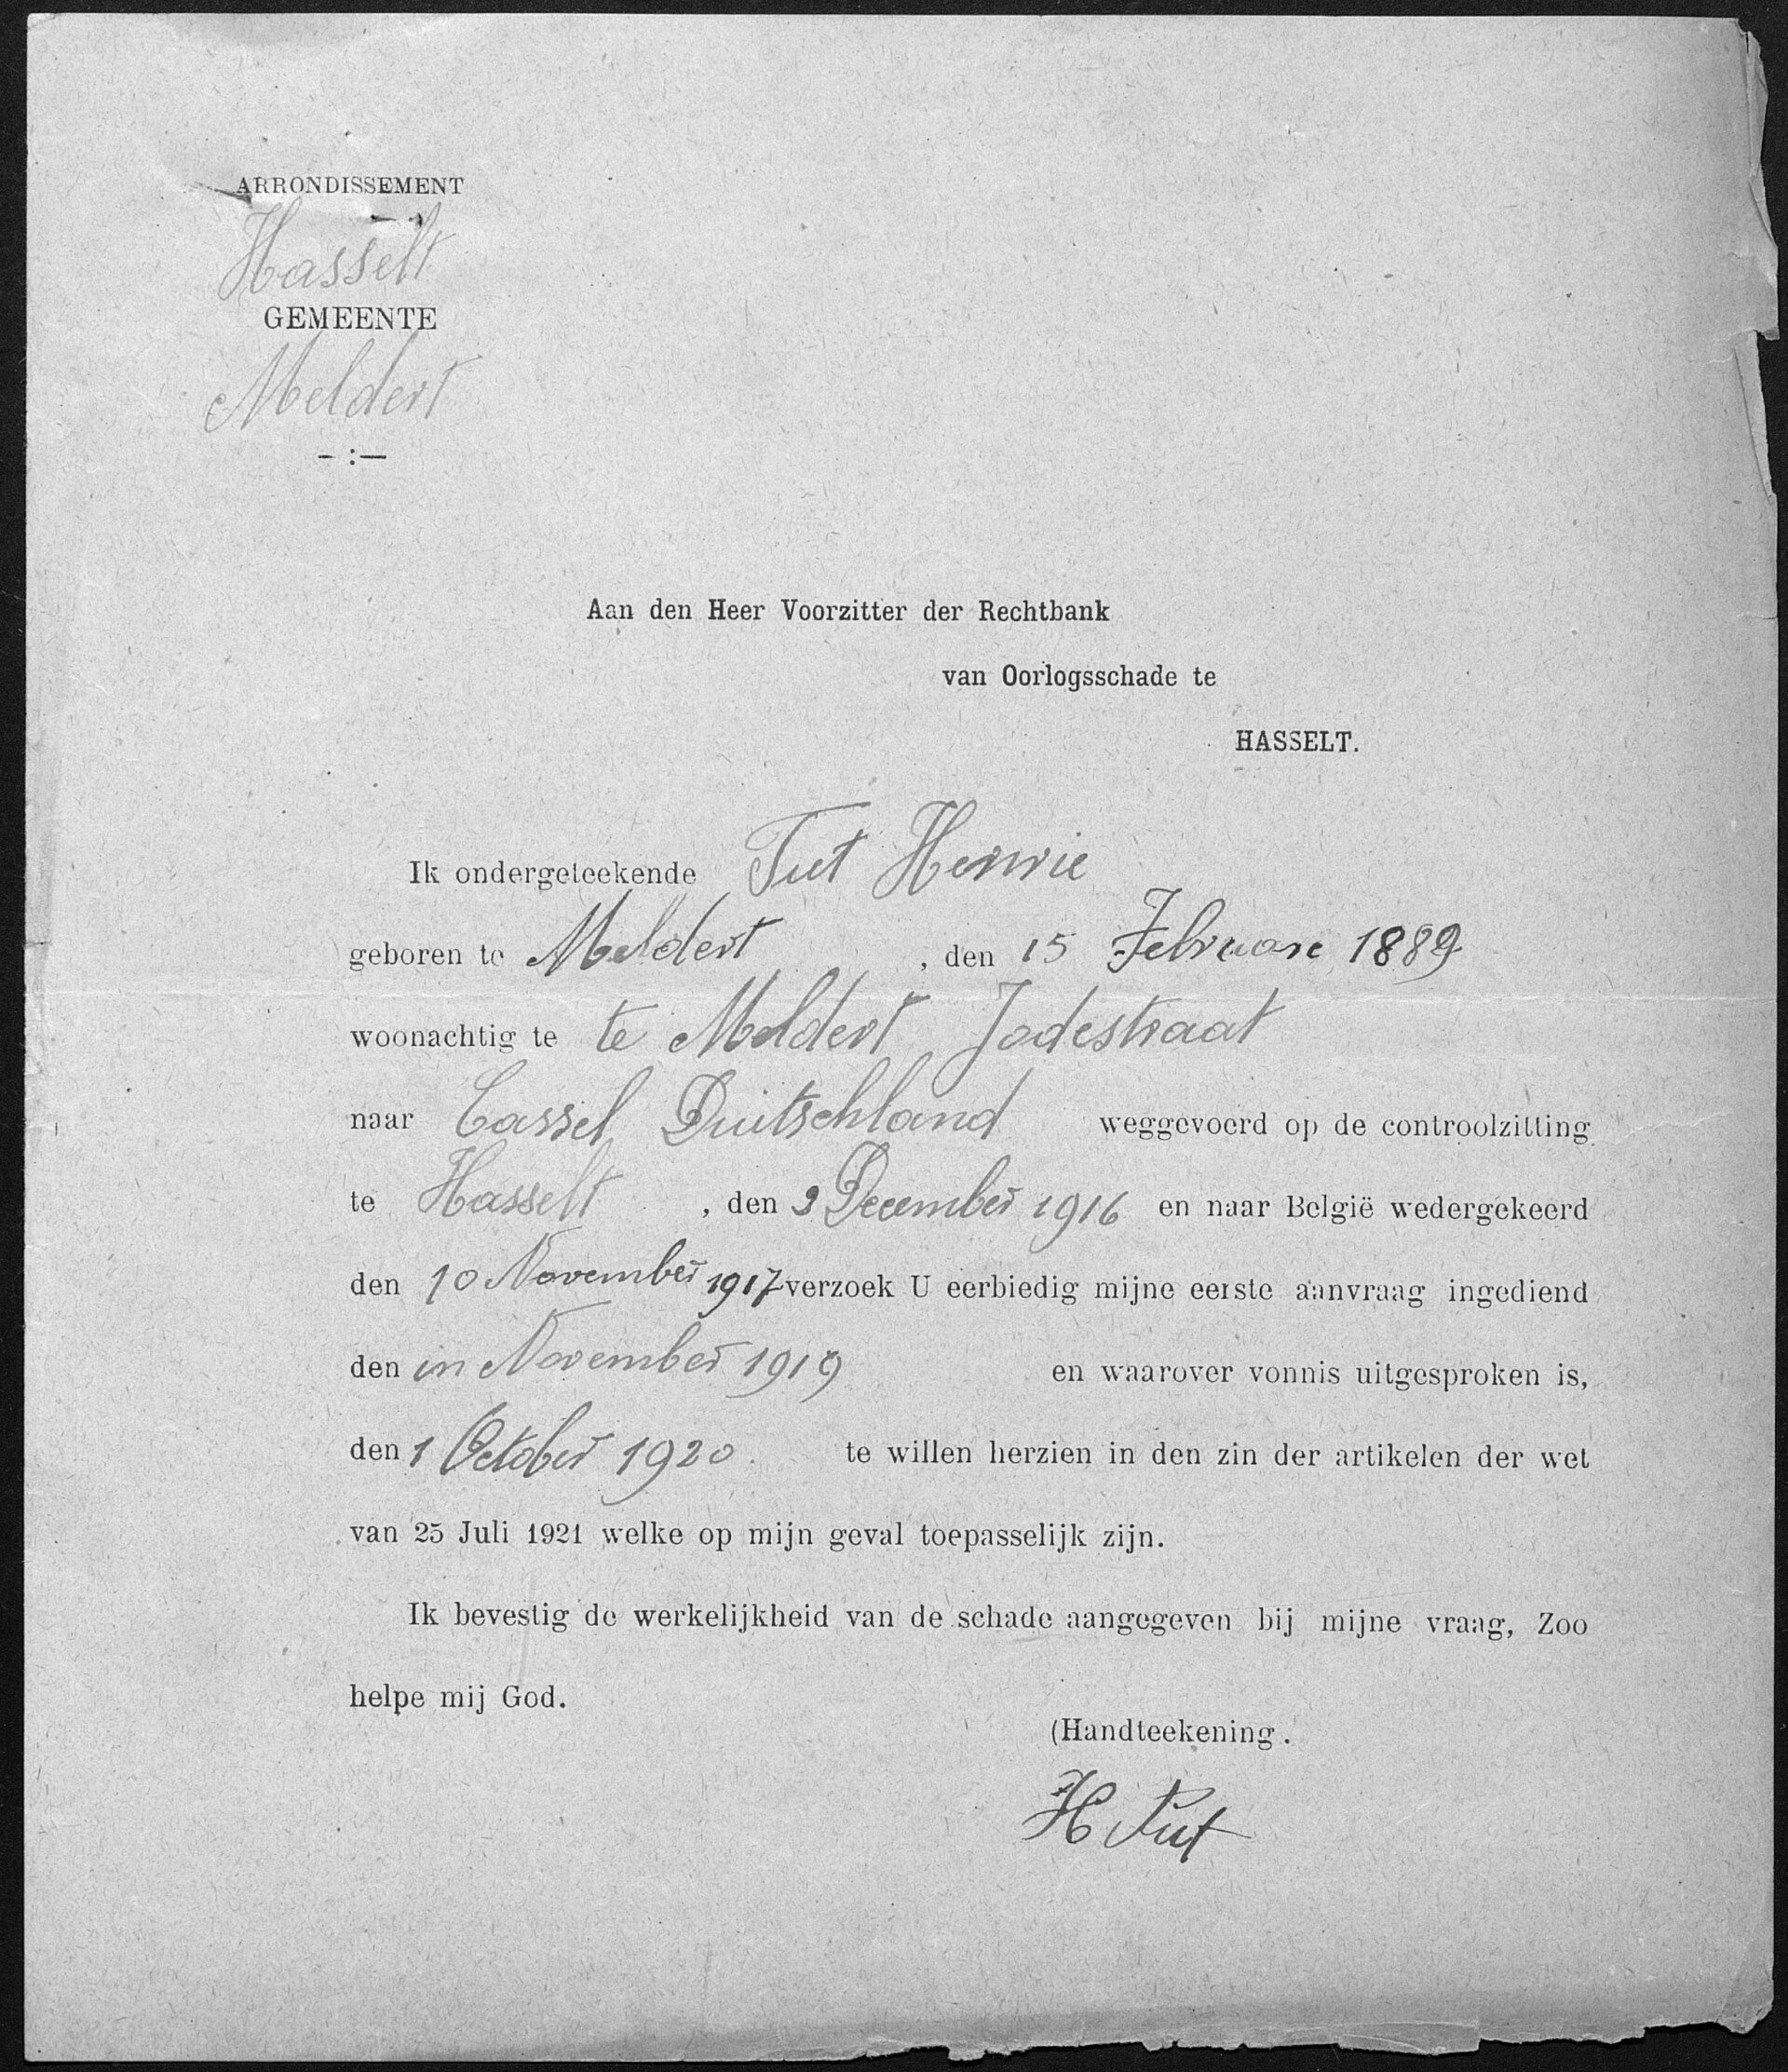 ARRONDISSEMENT
Hasselt
GEMEENTE
Meldert
- :—
Aan den Heer Voorzitter der Rechtbank
van Oorlogsschade te
HASSELT.
Ik ondergeteekende Tut Henrie
geboren te Meldert , den 15 Februare 1889
woonachtig te te Meldert Jodestraat
naar Cassel Duitschland weggevoerd op de controolzitting
te Hasselt , den 3 December 1916 en naar België wedergekeerd
den 10 November 1917 verzoek U eerbiedig mijne eerste aanvraag ingediend
den in November 1919 en waarover vonnis uitgesproken is,
den 1 October 1920. te willen herzien in den zin der artikelen der wet
van 25 Juli 1921 welke op mijn geval toepasselijk zijn.
Ik bevestig de werkelijkheid van de schade aangegeven bij mijne vraag, Zoo
helpe mij God.
(Handteekening.
H Tut